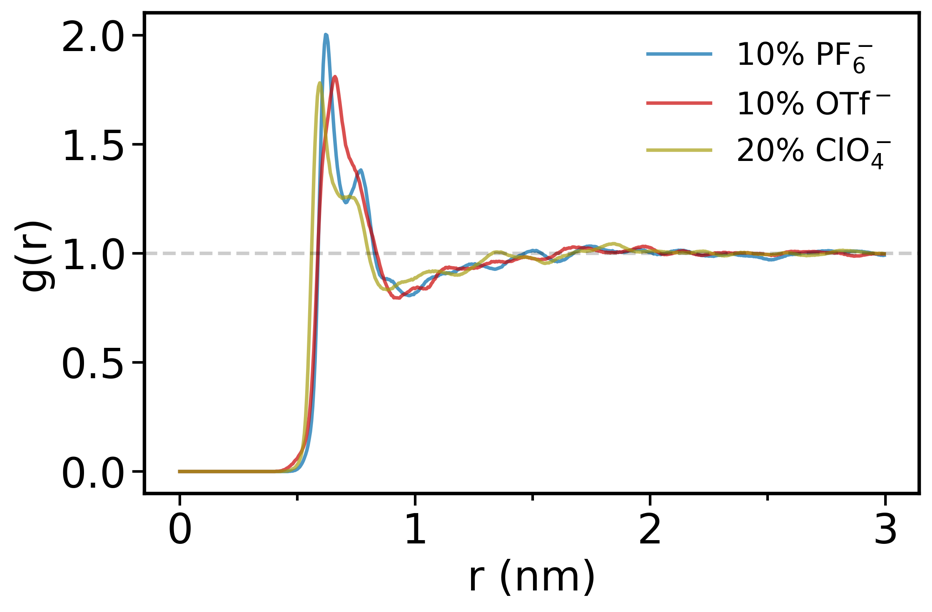 2.0
1.5
1.0
0.5
0.0
g(r)
10% PF₆⁻
10% OTf⁻
20% ClO₄⁻
0 1 2 3
r (nm)